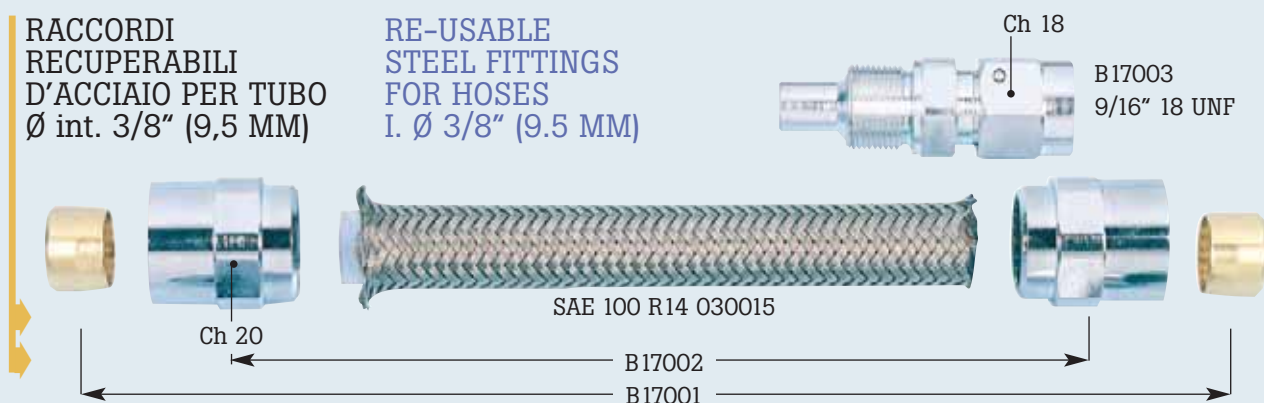 RACCORDI
RECUPERABILI
D'ACCIAIO PER TUBO
Ø int. 3/8" (9,5 MM)
RE-USABLE
STEEL FITTINGS
FOR HOSES
I. Ø 3/8" (9.5 MM)
Ch 18
B17003
9/16" 18 UNF
SAE 100 R14 030015
Ch 20
B17002
B17001